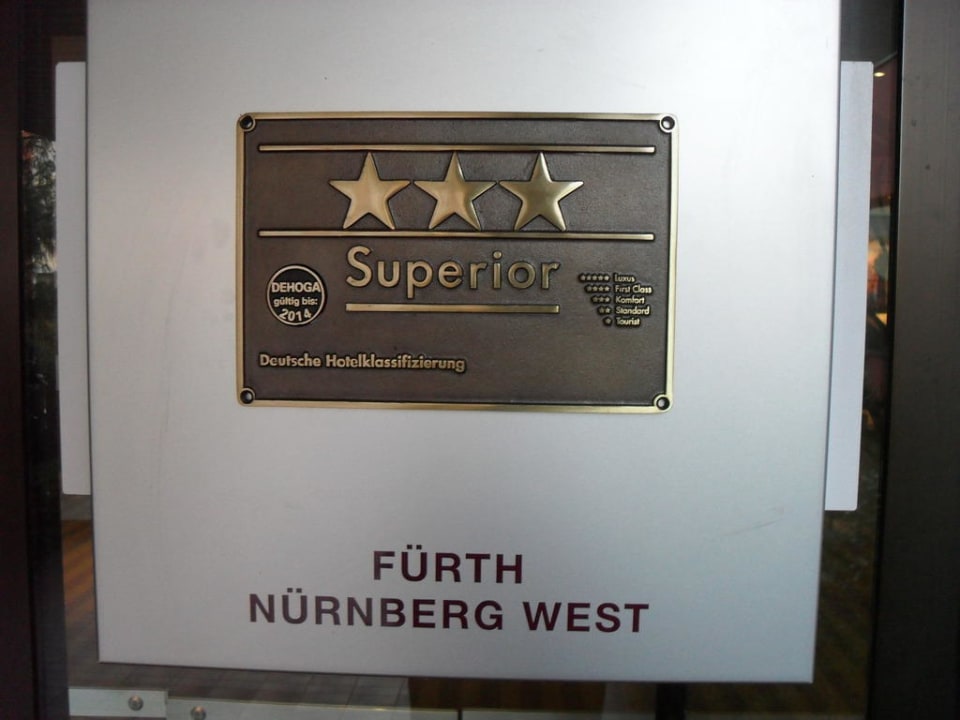 Superior
DEHOGA
gültig bis:
2014
Luxus
First Class
Komfort
Standard
Tourist
Deutsche Hotelklassifizierung
FÜRTH
NÜRNBERG WEST